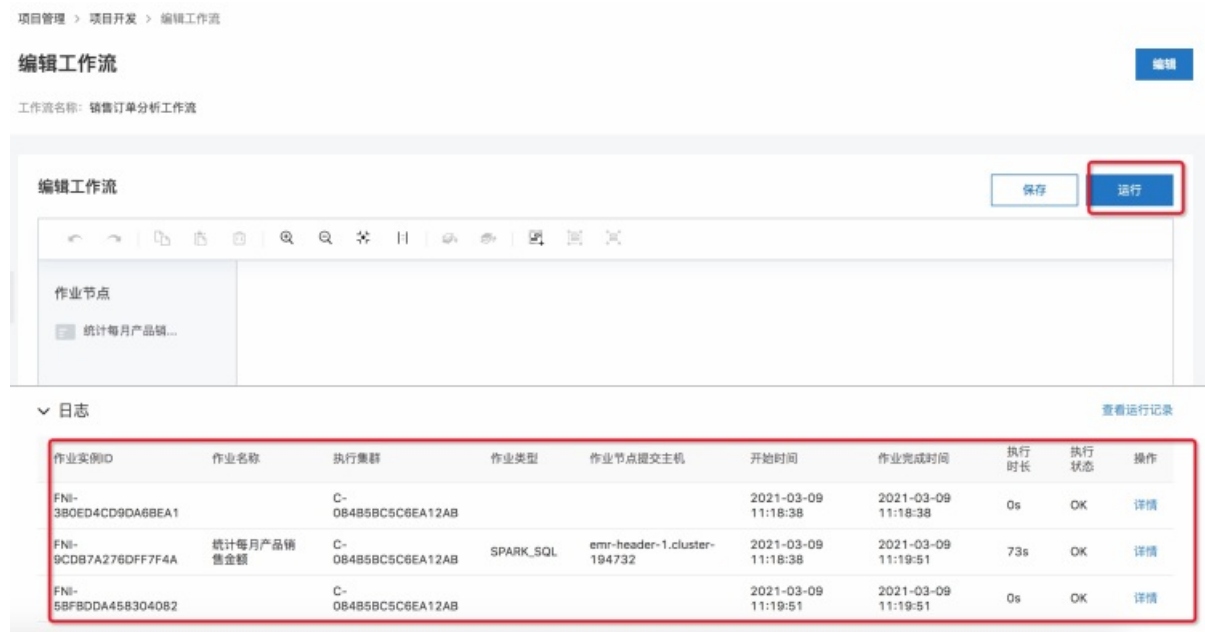 项目管理 > 项目开发 > 编辑工作流
编辑工作流
编辑
工作流名称: 销售订单分析工作流
编辑工作流
保存
运行
作业节点
统计每月产品销...
日志
查看运行记录
作业实例ID 作业名称 执行集群 作业类型 作业节点提交主机 开始时间 作业完成时间 执行时长 执行状态 操作
FNI-3B0ED4CD9DA6BEA1 C-084B5BC5C6EA12AB 2021-03-09 11:18:38 2021-03-09 11:18:38 0s OK 详情
FNI-9CDB7A276DFF7F4A 统计每月产品销售金额 C-084B5BC5C6EA12AB SPARK_SQL emr-header-1.cluster-194732 2021-03-09 11:18:38 2021-03-09 11:19:51 73s OK 详情
FNI-5BFBDDA458304082 C-084B5BC5C6EA12AB 2021-03-09 11:19:51 2021-03-09 11:19:51 0s OK 详情